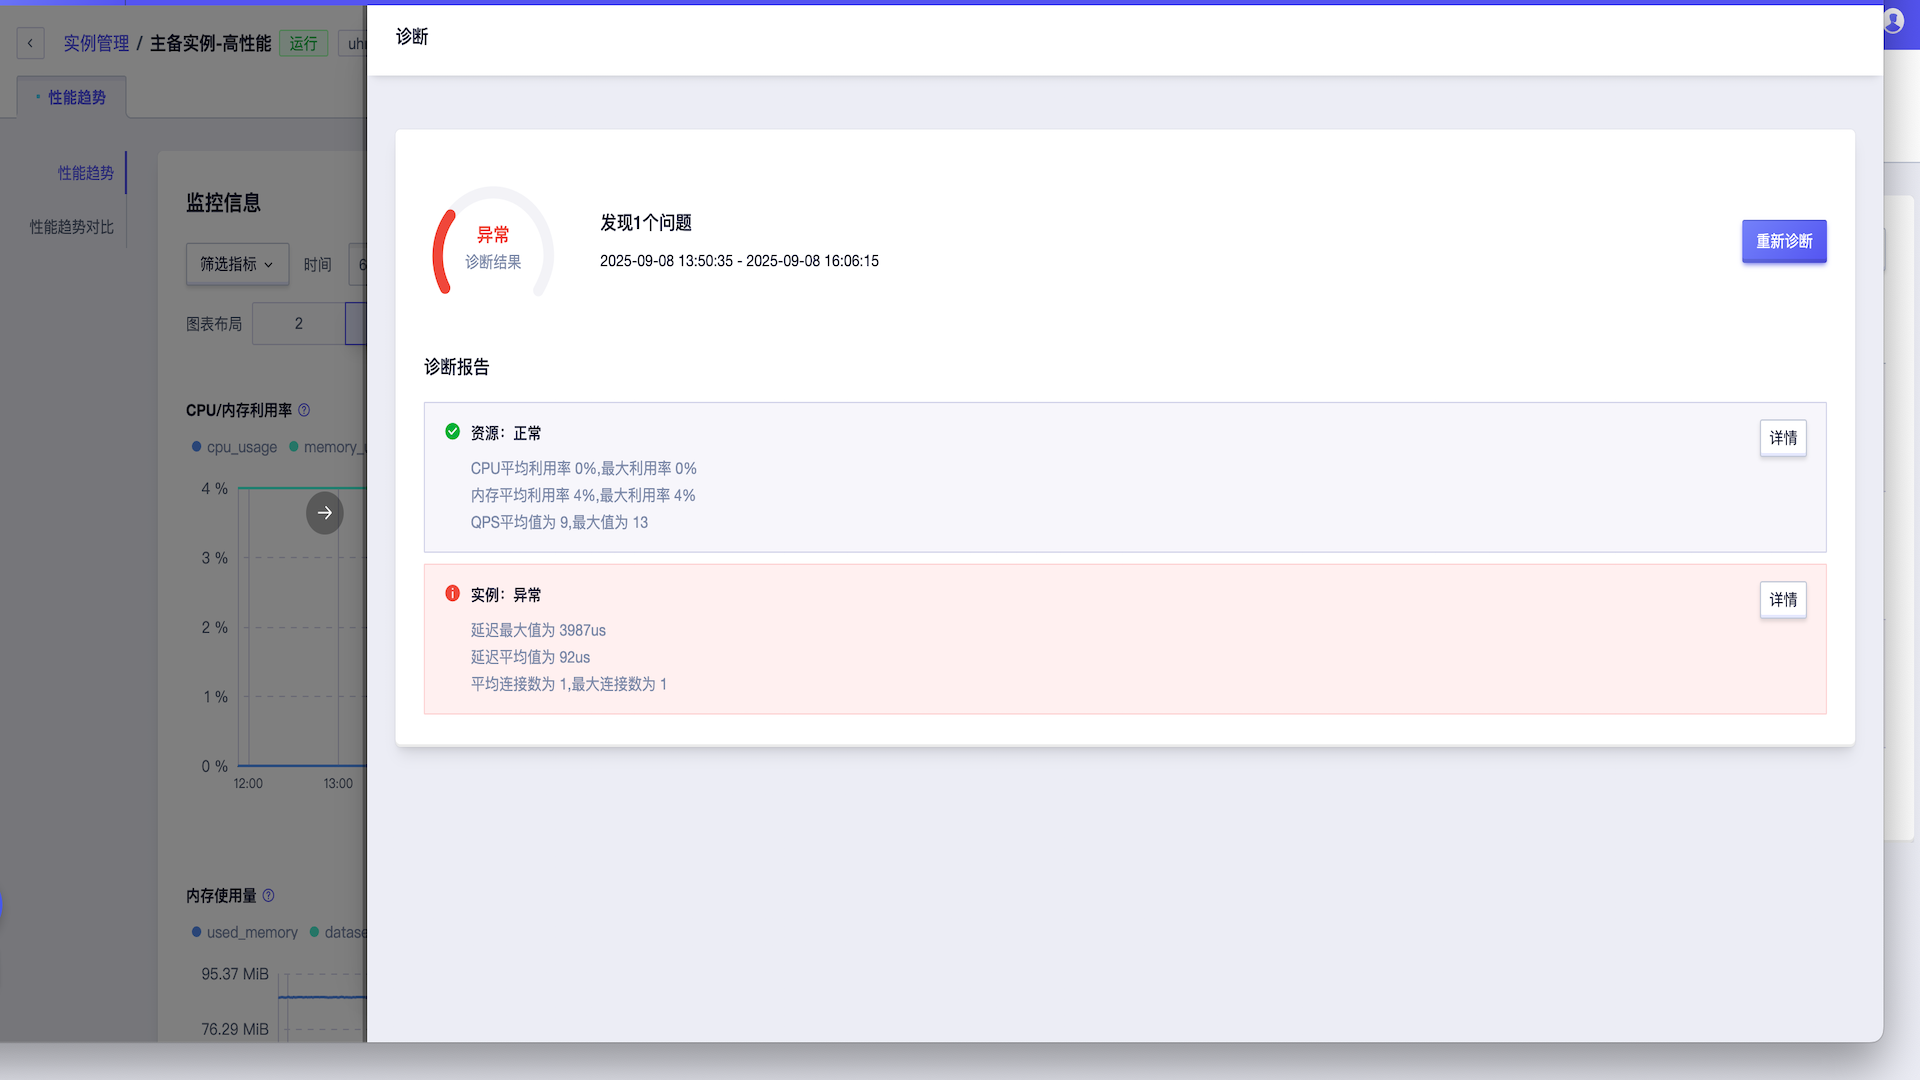 诊断
实例管理 / 主备实例-高性能
运行
性能趋势
性能趋势
性能趋势对比
监控信息
筛选指标
时间
6
图表布局
2
CPU/内存利用率
cpu_usage
4 %
3 %
2 %
1 %
0 %
12:00
13:00
内存使用量
used_memory
95.37 MiB
76.29 MiB
异常
诊断结果
发现1个问题
2025-09-08 13:50:35 - 2025-09-08 16:06:15
重新诊断
诊断报告
资源：正常
详情
CPU平均利用率 0%,最大利用率 0%
内存平均利用率 4%,最大利用率 4%
QPS平均值为 9,最大值为 13
实例：异常
详情
延迟最大值为 3987us
延迟平均值为 92us
平均连接数为 1,最大连接数为 1